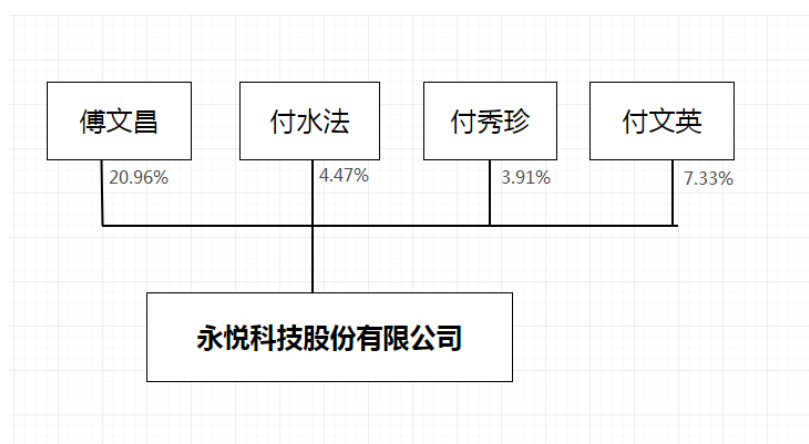 傅文昌
付水法
付秀珍
付文英
20.96%
4.47%
3.91%
7.33%
永悦科技股份有限公司